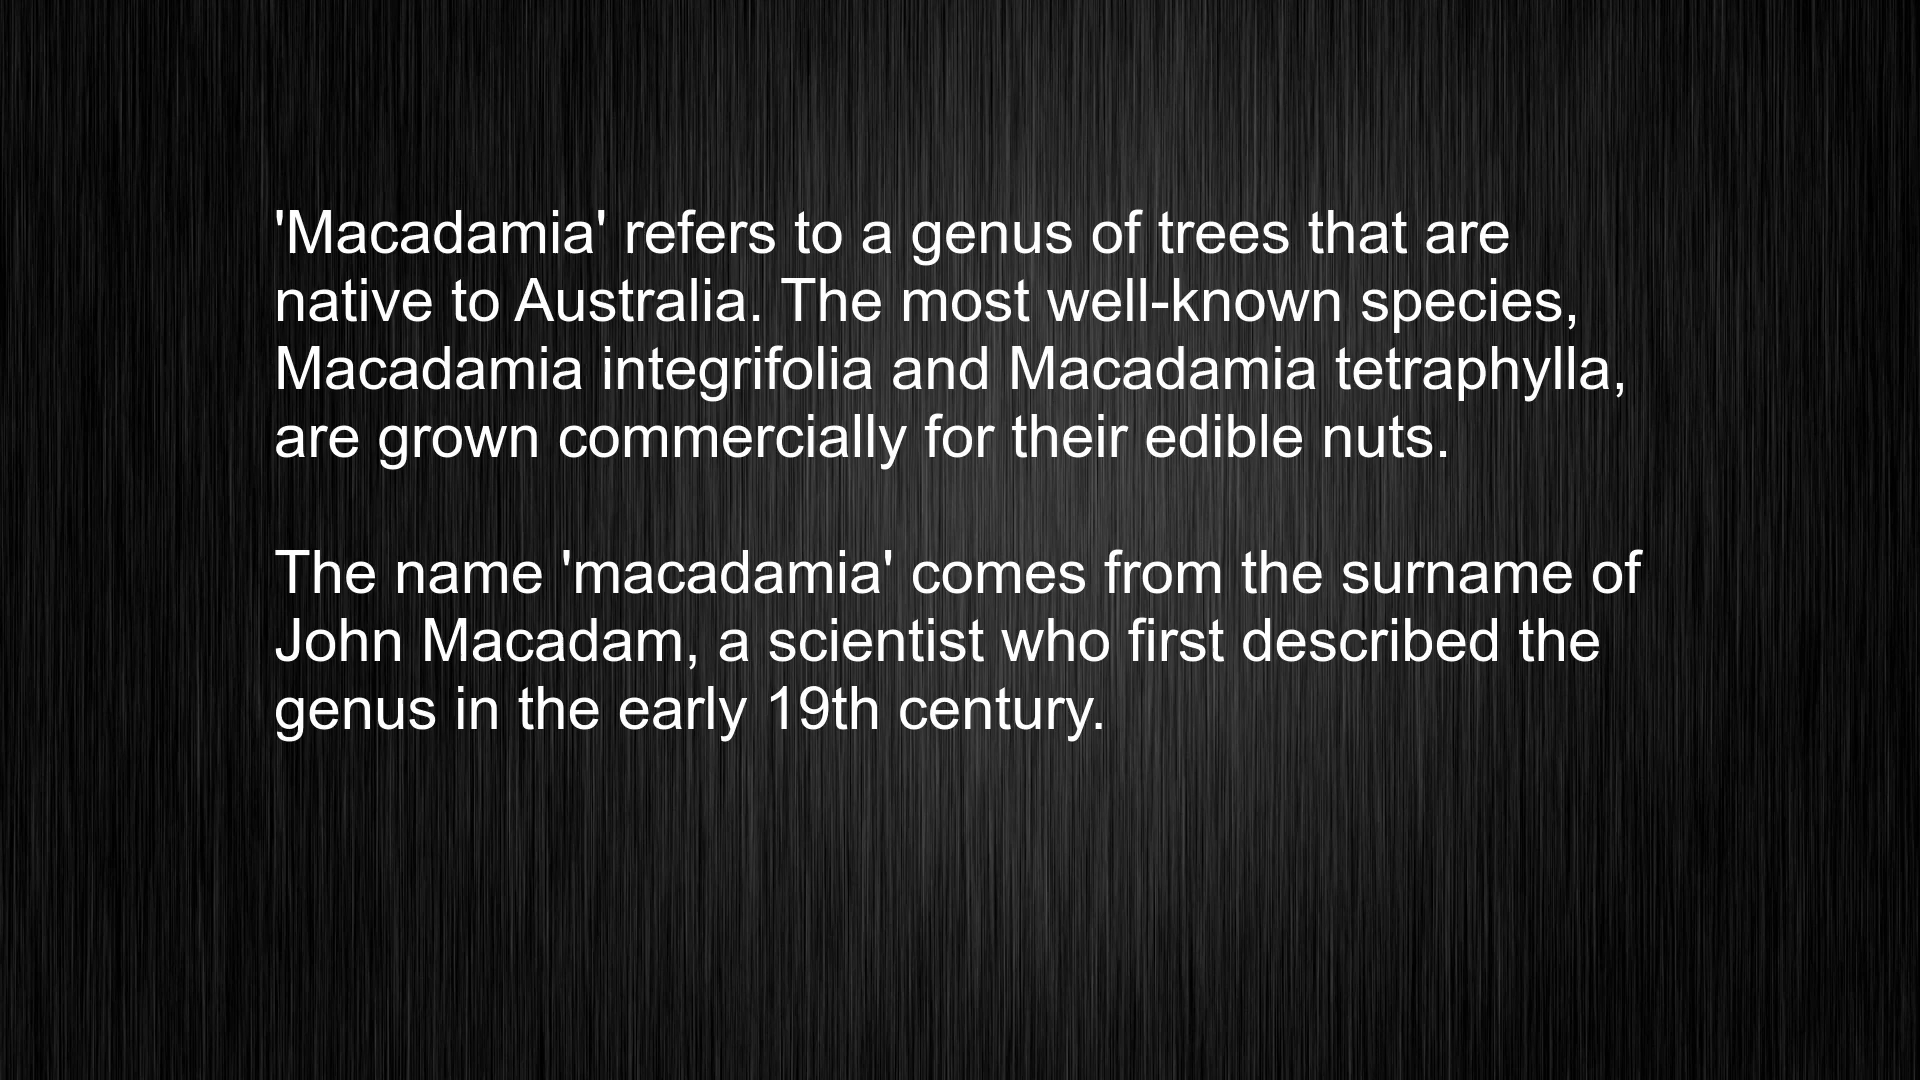 'Macadamia' refers to a genus of trees that are
native to Australia. The most well-known species,
Macadamia integrifolia and Macadamia tetraphylla,
are grown commercially for their edible nuts.
The name 'macadamia' comes from the surname of
John Macadam, a scientist who first described the
genus in the early 19th century.